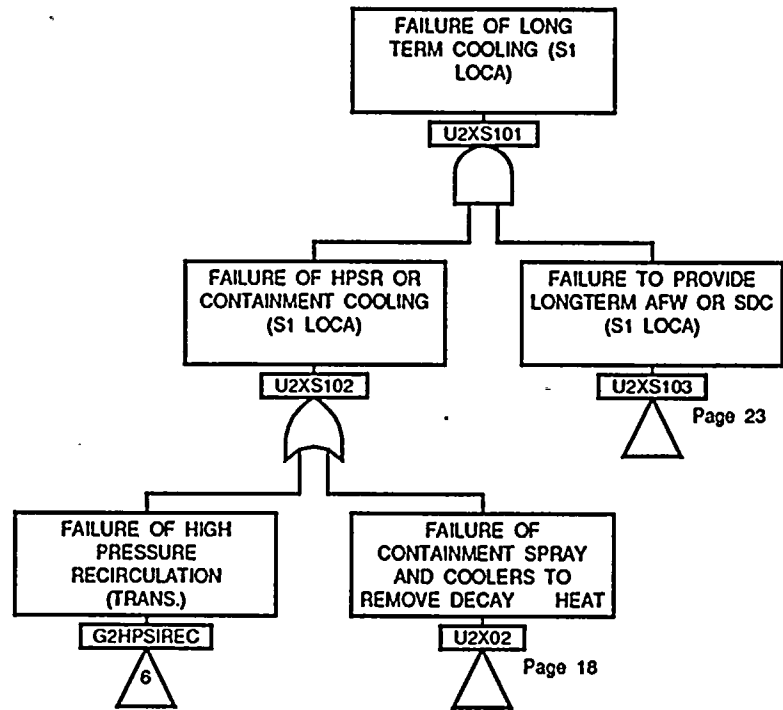 FAILURE OF LONG
TERM COOLING (S1
LOCA)
U2XS101
FAILURE OF HPSR OR
CONTAINMENT COOLING
(S1 LOCA)
U2XS102
FAILURE TO PROVIDE
LONGTERM AFW OR SDC
(S1 LOCA)
U2XS103
Page 23
FAILURE OF HIGH
PRESSURE
RECIRCULATION
(TRANS.)
G2HPSIREC
6
FAILURE OF
CONTAINMENT SPRAY
AND COOLERS TO
REMOVE DECAY HEAT
U2X02
Page 18